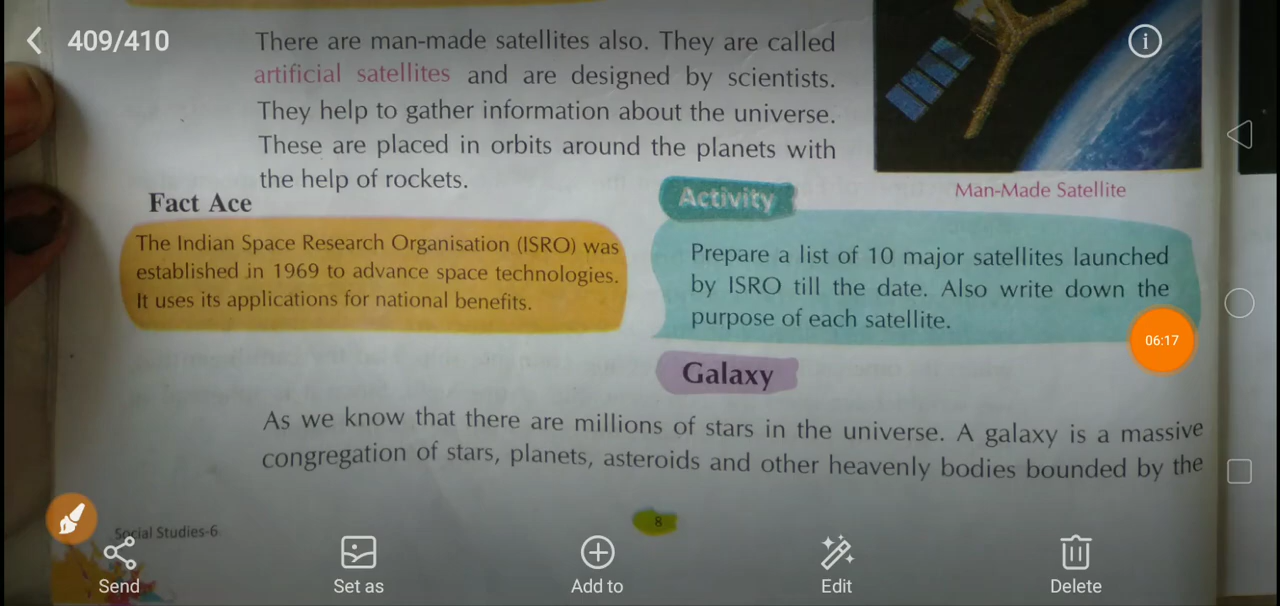 409/410
There are man-made satellites also. They are called
artificial satellites and are designed by scientists.
They help to gather information about the universe.
These are placed in orbits around the planets with
the help of rockets.
Man-Made Satellite
Fact Ace
The Indian Space Research Organisation (ISRO) was
established in 1969 to advance space technologies.
It uses its applications for national benefits.
Activity
Prepare a list of 10 major satellites launched
by ISRO till the date. Also write down the
purpose of each satellite.
06:17
Galaxy
As we know that there are millions of stars in the universe. A galaxy is a massive
congregation of stars, planets, asteroids and other heavenly bodies bounded by the
Social Studies-6
8
Send
Set as
Add to
Edit
Delete